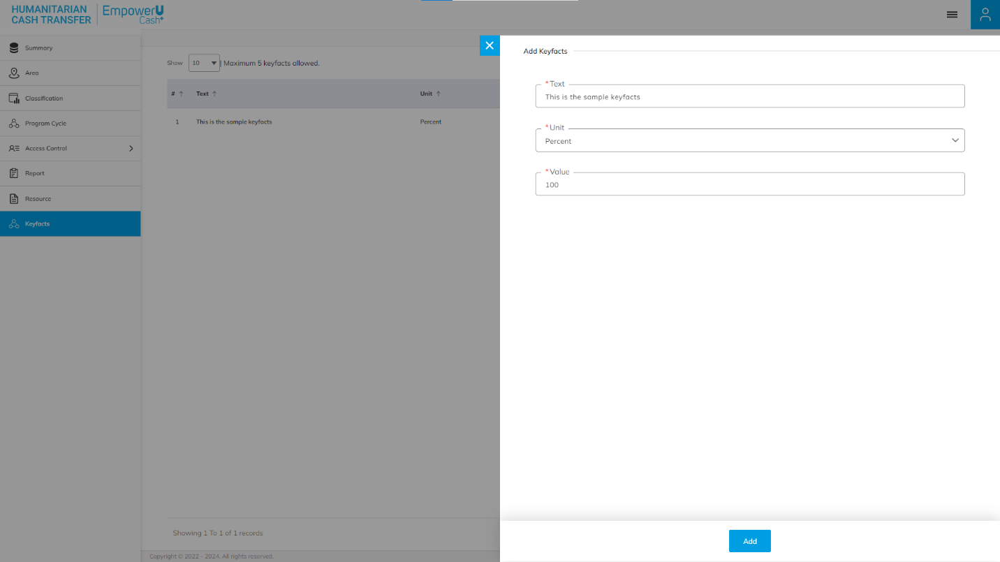 HUMANITARIAN
CASH TRANSFER
EmpowerU
Cash+
Summary
Area
Classification
Program Cycle
Access Control
Report
Resource
Keyfacts
Show 10 | Maximum 5 keyfacts allowed.
# Text Unit
1 This is the sample keyfacts Percent
Showing 1 To 1 of 1 records
Copyright © 2022 - 2024. All rights reserved.
Add Keyfacts
*Text
This is the sample keyfacts
*Unit
Percent
*Value
100
Add